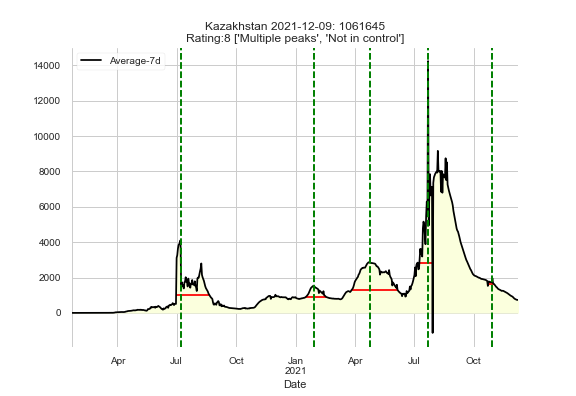 Kazakhstan 2021-12-09: 1061645
Rating:8 ['Multiple peaks', 'Not in control']
Average-7d
14000
12000
10000
8000
6000
4000
2000
0
Apr Jul Oct Jan Apr Jul Oct
2021
Date